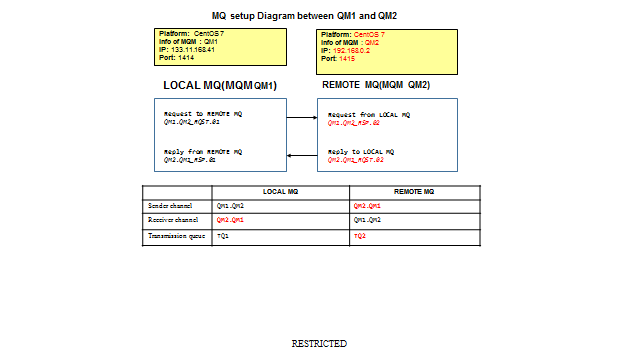 MQ setup Diagram between QM1 and QM2
Platform: CentOS 7
Info of MQM : QM1
IP: 133.11.168.41
Port: 1414
Platform: CentOS 7
Info of MQM : QM2
IP: 192.168.0.2
Port: 1415
LOCAL MQ(MQM QM1)
REMOTE MQ(MQM QM2)
Request to REMOTE MQ
QM1.QM2_RQST.01
Request from LOCAL MQ
QM1.QM2_RSP.02
Reply from REMOTE MQ
QM2.QM1_RSP.01
Reply to LOCAL MQ
QM2.QM1_RQST.02
LOCAL MQ REMOTE MQ
Sender channel QM1.QM2 QM2.QM1
Receiver channel QM2.QM1 QM1.QM2
Transmission queue TQ1 TQ2
RESTRICTED